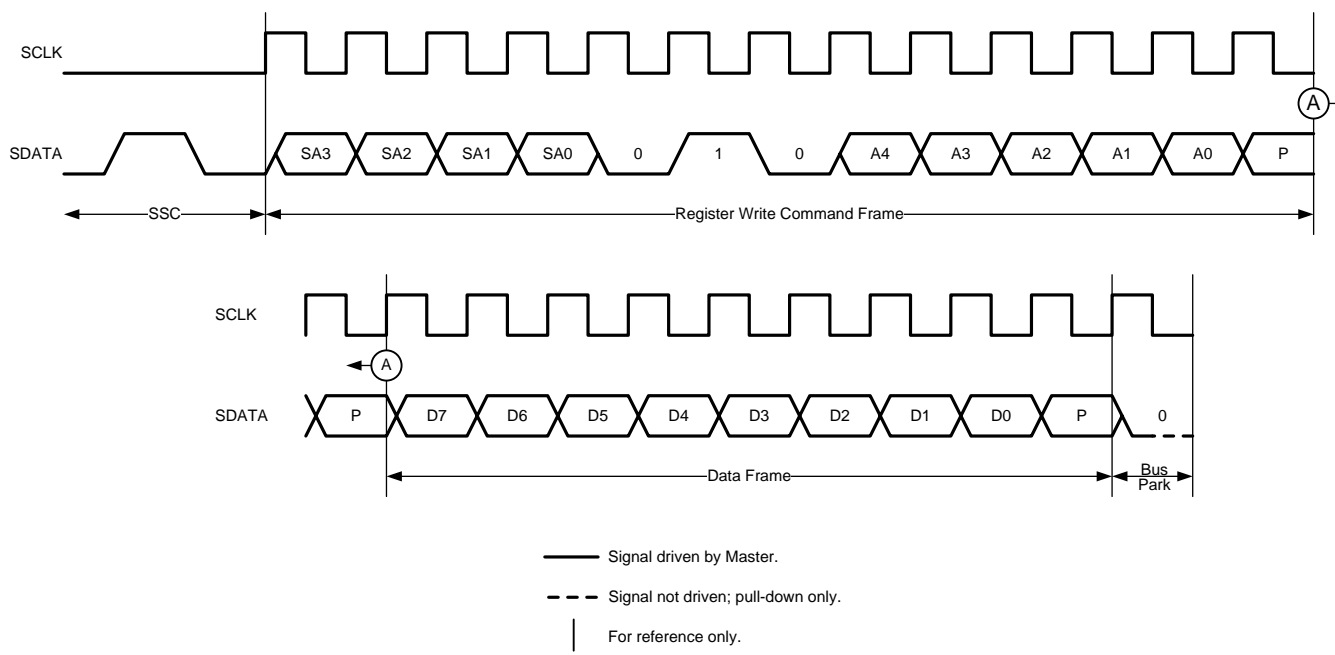 SCLK
A
SDATA SA3 SA2 SA1 SA0 0 1 0 A4 A3 A2 A1 A0 P
SSC Register Write Command Frame
SCLK
A
SDATA P D7 D6 D5 D4 D3 D2 D1 D0 P 0
Data Frame Bus
Park
Signal driven by Master.
Signal not driven; pull-down only.
For reference only.